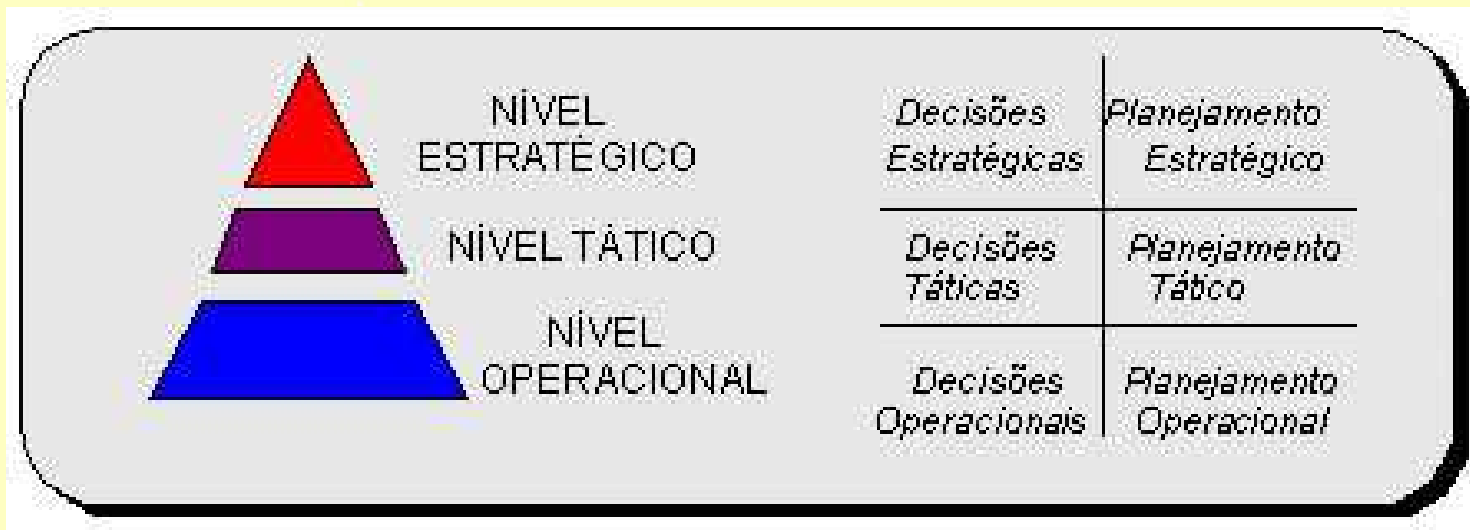 NÍVEL
ESTRATÉGICO
Decisões
Estratégicas
Planejamento
Estratégico
NÍVEL TÁTICO
Decisões
Táticas
Planejamento
Tático
NÍVEL
OPERACIONAL
Decisões
Operacionais
Planejamento
Operacional